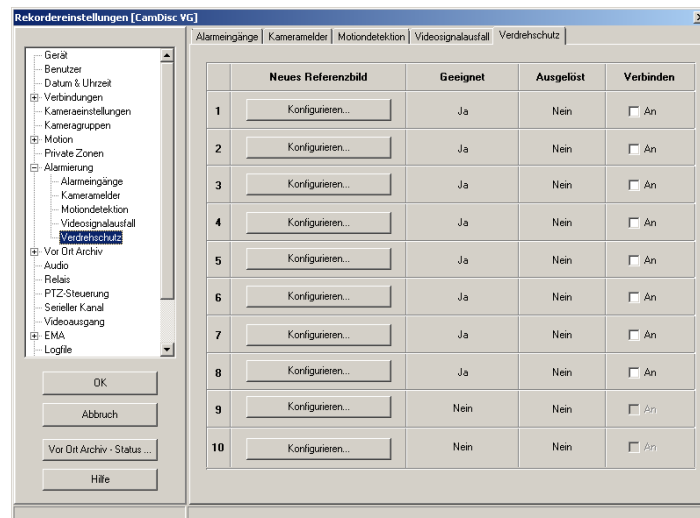 Rekordereinstellungen [CamDisc VG]
Gerät
Benutzer
Datum & Uhrzeit
Verbindungen
Kameraeinstellungen
Kameragruppen
Motion
Private Zonen
Alarmierung
Alarmeingänge
Kameramelder
Motiondetektion
Videosignalausfall
Verdrehschutz
Vor Ort Archiv
Audio
Relais
PTZ-Steuerung
Serieller Kanal
Videoausgang
EMA
Logfile
OK
Abbruch
Vor Ort Archiv - Status ...
Hilfe
Alarmeingänge Kameramelder Motiondetektion Videosignalausfall Verdrehschutz
Neues Referenzbild Geeignet Ausgelöst Verbinden
1 Konfigurieren... Ja Nein An
2 Konfigurieren... Ja Nein An
3 Konfigurieren... Ja Nein An
4 Konfigurieren... Ja Nein An
5 Konfigurieren... Ja Nein An
6 Konfigurieren... Ja Nein An
7 Konfigurieren... Ja Nein An
8 Konfigurieren... Ja Nein An
9 Konfigurieren... Nein Nein An
10 Konfigurieren... Nein Nein An